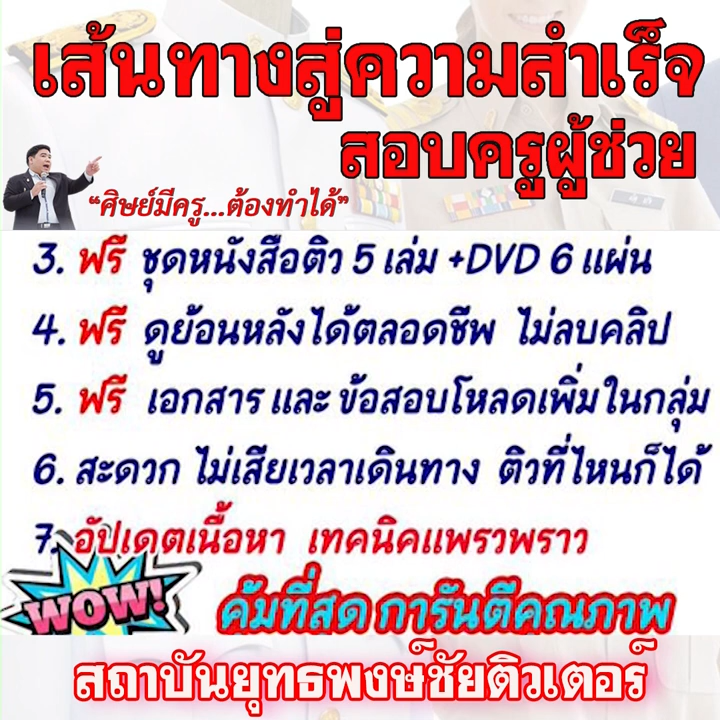 เส้นทางสู่ความสำเร็จ
สอบครูผู้ช่วย
“ศิษย์มีครู...ต้องทำได้”
3. ฟรี ชุดหนังสือติว 5 เล่ม +DVD 6 แผ่น
4. ฟรี ดูย้อนหลังได้ตลอดชีพ ไม่ลบคลิป
5. ฟรี เอกสาร และ ข้อสอบโหลดเพิ่มในกลุ่ม
6. สะดวก ไม่เสียเวลาเดินทาง ติวที่ไหนก็ได้
7. อัปเดตเนื้อหา เทคนิคแพรวพราว
WOW!
คุ้มที่สุด การันตีคุณภาพ
สถาบันยุทธพงษ์ชัยติวเตอร์